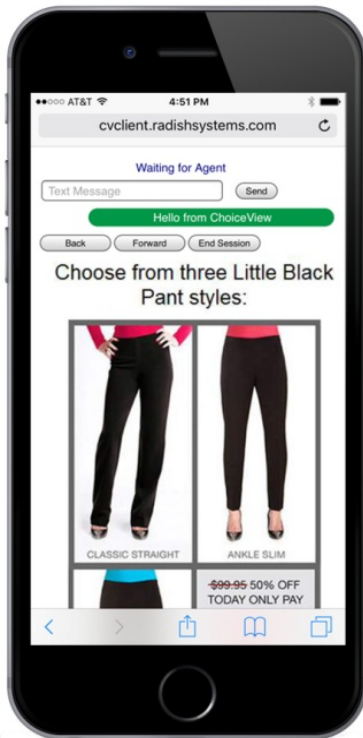 AT&T
4:51 PM
cvclient.radishsystems.com
Waiting for Agent
Text Message
Send
Hello from ChoiceView
Back
Forward
End Session
Choose from three Little Black
Pant styles:
CLASSIC STRAIGHT
ANKLE SLIM
$99.95 50% OFF
TODAY ONLY PAY